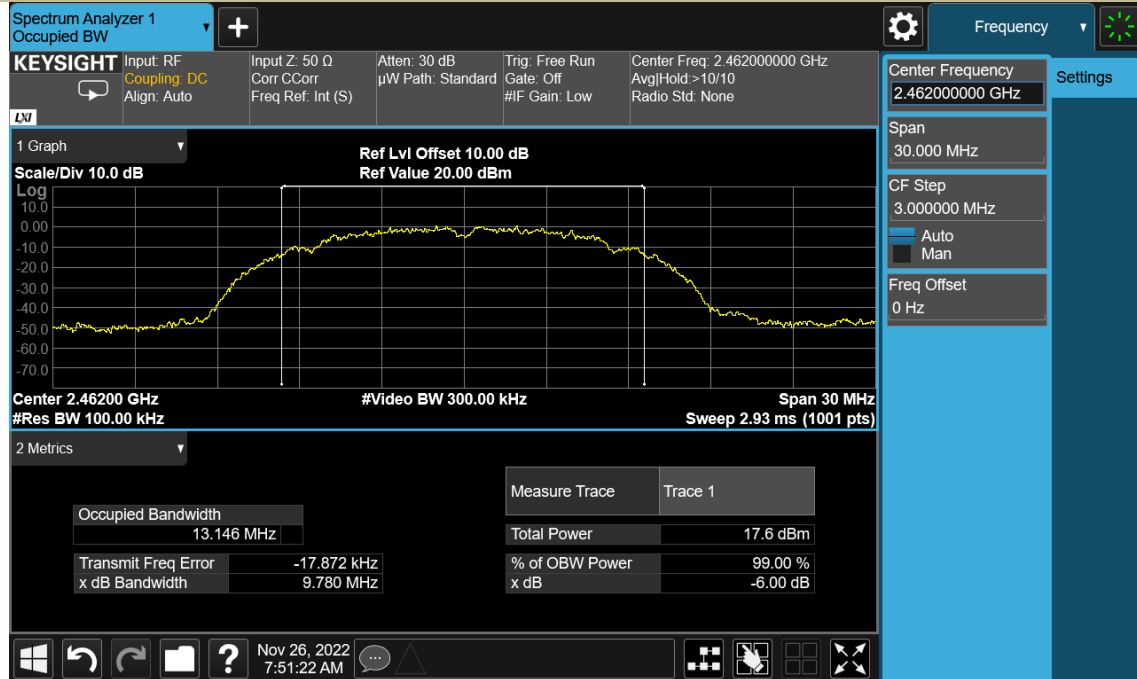 Spectrum Analyzer 1
Occupied BW
+
Frequency
KEYSIGHT
LXI
Input: RF
Coupling: DC
Align: Auto
Input Z: 50 Ω
Corr CCorr
Freq Ref: Int (S)
Atten: 30 dB
µW Path: Standard
Trig: Free Run
Gate: Off
#IF Gain: Low
Center Freq: 2.462000000 GHz
Avg|Hold:>10/10
Radio Std: None
Center Frequency
2.462000000 GHz
Settings
Span
30.000 MHz
CF Step
3.000000 MHz
Auto
Man
Freq Offset
0 Hz
1 Graph
Scale/Div 10.0 dB
Ref Lvl Offset 10.00 dB
Ref Value 20.00 dBm
Log
10.0
0.00
-10.0
-20.0
-30.0
-40.0
-50.0
-60.0
-70.0
Center 2.46200 GHz
#Video BW 300.00 kHz
Span 30 MHz
#Res BW 100.00 kHz
Sweep 2.93 ms (1001 pts)
2 Metrics
Measure Trace Trace 1
Occupied Bandwidth
13.146 MHz
Total Power 17.6 dBm
Transmit Freq Error -17.872 kHz
% of OBW Power 99.00 %
x dB Bandwidth 9.780 MHz
x dB -6.00 dB
?
Nov 26, 2022
7:51:22 AM